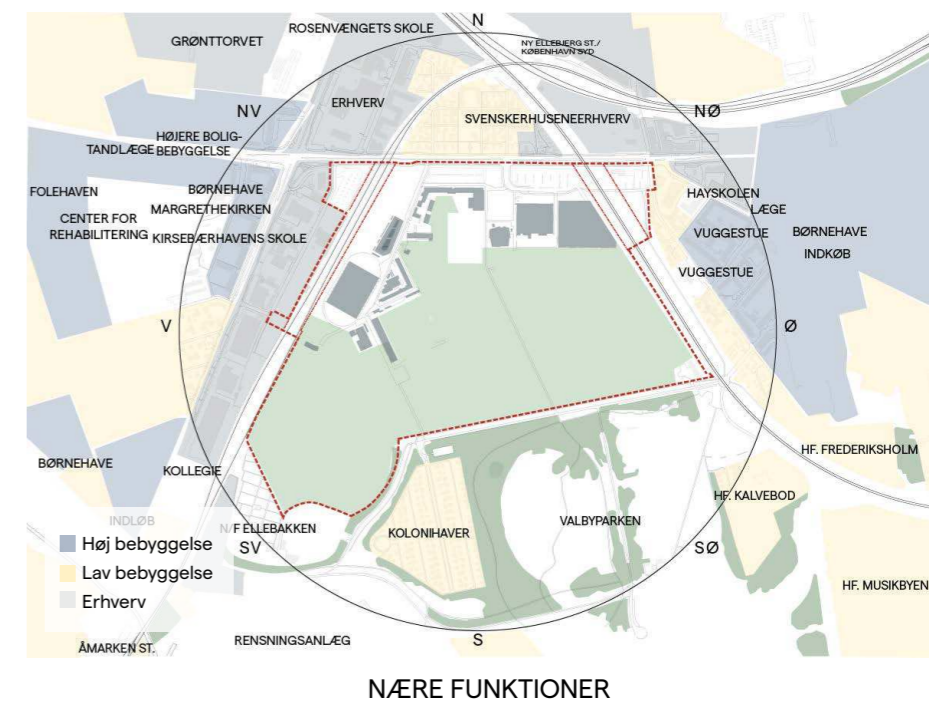 N
ROSENVÆNGETS SKOLE
GRØNTTORVET
NY ELLEBJERG ST./
KØBENHAVN SYD
NV
ERHVERV
NØ
SVENSKERHUSENEERHVERV
HØJERE BOLIG-
TANDLÆGE BEBYGGELSE
FOLEHAVEN
BØRNEHAVE
HAYSKOLEN
MARGRETHEKIRKEN
LÆGE
CENTER FOR
REHABILITERING
KIRSEBÆRHAVENS SKOLE
VUGGESTUE
BØRNEHAVE
INDKØB
VUGGESTUE
V
Ø
HF. FREDERIKSHOLM
BØRNEHAVE
KOLLEGIE
HF. KALVEBOD
INDLØB
N/F ELLEBAKKEN
KOLONIHAVER
VALBYPARKEN
Høj bebyggelse
SV
SØ
Lav bebyggelse
HF. MUSIKBYEN
Erhverv
RENSNINGSANLÆG
S
ÅMARKEN ST.
NÆRE FUNKTIONER